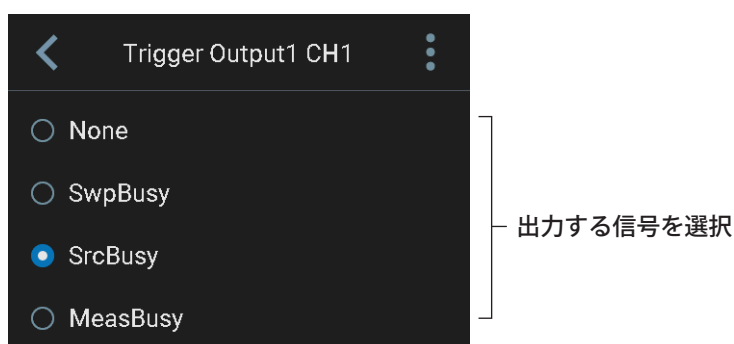 Trigger Output1 CH1
None
SwpBusy
SrcBusy
MeasBusy
出力する信号を選択